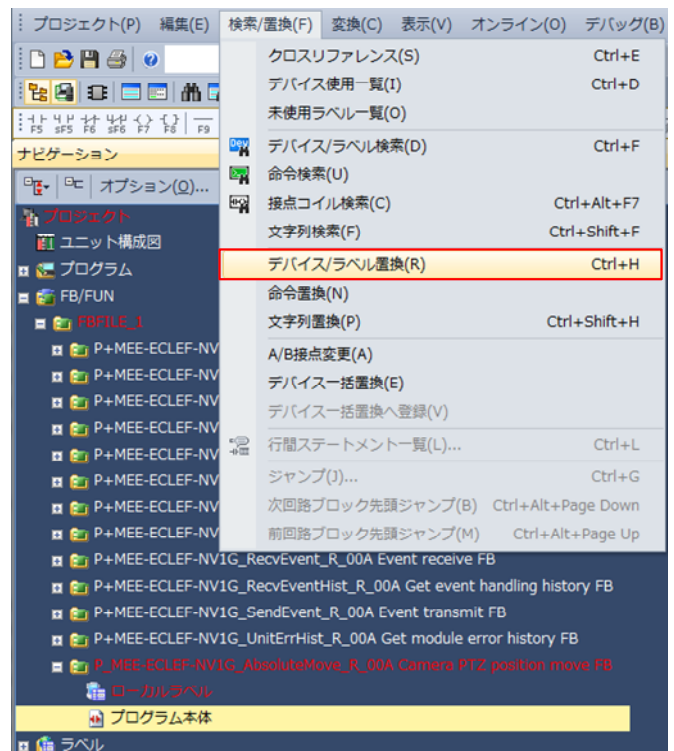 プロジェクト(P) 編集(E) 検索/置換(F) 変換(C) 表示(V) オンライン(O) デバッグ(B)
クロスリファレンス(S) Ctrl+E
デバイス使用一覧(I) Ctrl+D
未使用ラベル一覧(O)
F5 sF5 F6 sF6 F7 F8 F9
デバイス/ラベル検索(D) Ctrl+F
ナビゲーション
命令検索(U)
オプション(O)...
接点コイル検索(C) Ctrl+Alt+F7
プロジェクト
文字列検索(F) Ctrl+Shift+F
ユニット構成図
デバイス/ラベル置換(R) Ctrl+H
プログラム
命令置換(N)
FB/FUN
文字列置換(P) Ctrl+Shift+H
FBFILE_1
A/B接点変更(A)
P+MEE-ECLEF-NV
デバイス一括置換(E)
P+MEE-ECLEF-NV
デバイス一括置換へ登録(V)
P+MEE-ECLEF-NV
行間ステートメント一覧(L)... Ctrl+L
P+MEE-ECLEF-NV
P+MEE-ECLEF-NV
ジャンプ(J)... Ctrl+G
P+MEE-ECLEF-NV
次回路ブロック先頭ジャンプ(B) Ctrl+Alt+Page Down
P+MEE-ECLEF-NV
前回路ブロック先頭ジャンプ(M) Ctrl+Alt+Page Up
P+MEE-ECLEF-NV1G_RecvEvent_R_00A Event receive FB
P+MEE-ECLEF-NV1G_RecvEventHist_R_00A Get event handling history FB
P+MEE-ECLEF-NV1G_SendEvent_R_00A Event transmit FB
P+MEE-ECLEF-NV1G_UnitErrHist_R_00A Get module error history FB
P_MEE-ECLEF-NV1G_AbsoluteMove_R_00A Camera PTZ position move FB
ローカルラベル
プログラム本体
ラベル